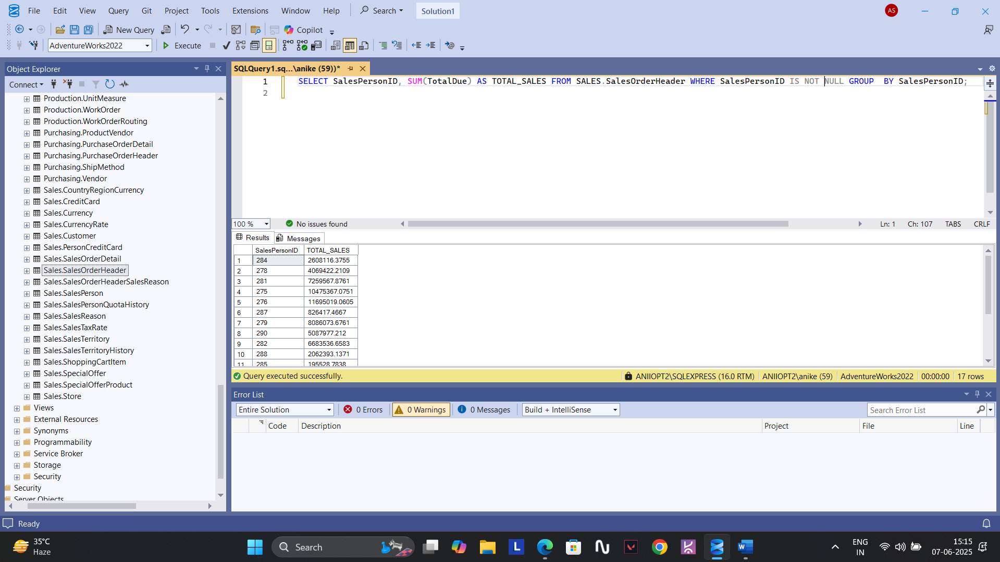 File Edit View Query Git Project Tools Extensions Window Help Search Solution1 AS
New Query Copilot
AdventureWorks2022 Execute
Object Explorer
Connect
Production.UnitMeasure
Production.WorkOrder
Production.WorkOrderRouting
Purchasing.ProductVendor
Purchasing.PurchaseOrderDetail
Purchasing.PurchaseOrderHeader
Purchasing.ShipMethod
Purchasing.Vendor
Sales.CountryRegionCurrency
Sales.CreditCard
Sales.Currency
Sales.CurrencyRate
Sales.Customer
Sales.PersonCreditCard
Sales.SalesOrderDetail
Sales.SalesOrderHeader
Sales.SalesOrderHeaderSalesReason
Sales.SalesPerson
Sales.SalesPersonQuotaHistory
Sales.SalesReason
Sales.SalesTaxRate
Sales.SalesTerritory
Sales.SalesTerritoryHistory
Sales.ShoppingCartItem
Sales.SpecialOffer
Sales.SpecialOfferProduct
Sales.Store
Views
External Resources
Synonyms
Programmability
Service Broker
Storage
Security
Security
Server Objects
SQLQuery1.sq...\anike (59))*
1 SELECT SalesPersonID, SUM(TotalDue) AS TOTAL_SALES FROM SALES.SalesOrderHeader WHERE SalesPersonID IS NOT NULL GROUP  BY SalesPersonID;
2
100 % No issues found Ln: 1 Ch: 107 TABS CRLF
Results Messages
SalesPersonID TOTAL_SALES
1 284 2608116.3755
2 278 4069422.2109
3 281 7259567.8761
4 275 10475367.0751
5 276 11695019.0605
6 287 826417.4667
7 279 8086073.6761
8 290 5087977.212
9 282 6683536.6583
10 288 2062393.1371
11 285 195528.7838
Query executed successfully. ANIIOPT2\SQLEXPRESS (16.0 RTM) ANIIOPT2\anike (59) AdventureWorks2022 00:00:00 17 rows
Error List
Entire Solution 0 Errors 0 Warnings 0 Messages Build + IntelliSense Search Error List
Code Description Project File Line
Ready
35°C
Haze
Search
L
W
ENG
IN
15:15
07-06-2025